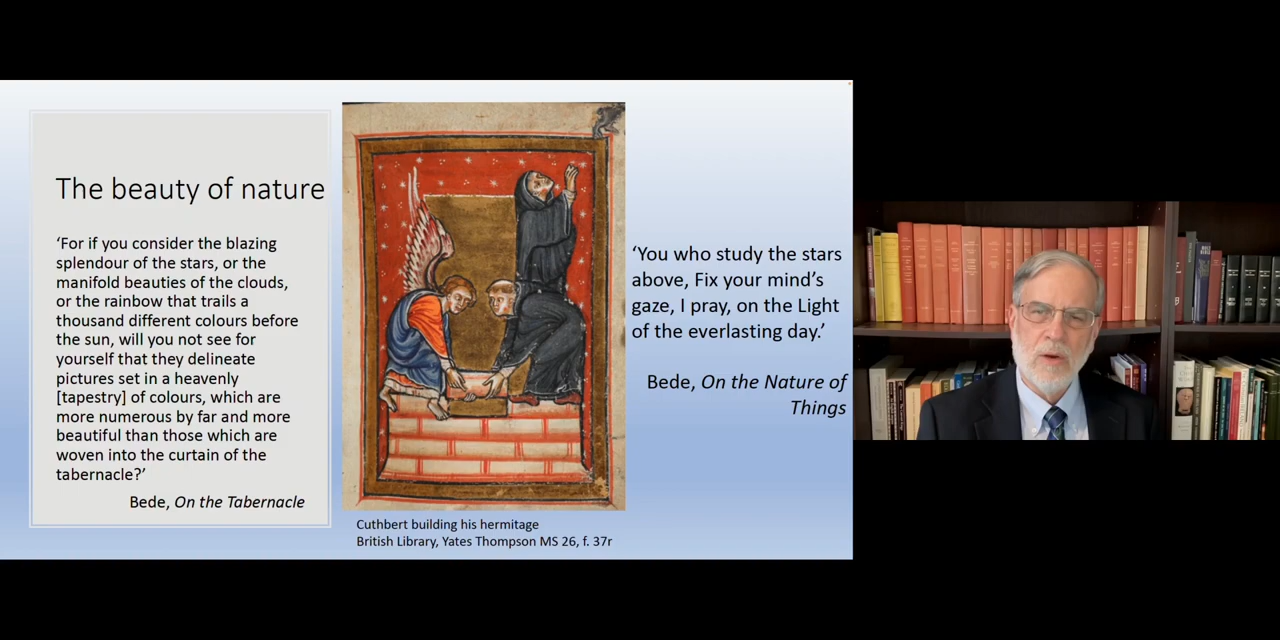 The beauty of nature
‘For if you consider the blazing
splendour of the stars, or the
manifold beauties of the clouds,
or the rainbow that trails a
thousand different colours before
the sun, will you not see for
yourself that they delineate
pictures set in a heavenly
[tapestry] of colours, which are
more numerous by far and more
beautiful than those which are
woven into the curtain of the
tabernacle?’
Bede, On the Tabernacle
Cuthbert building his hermitage
British Library, Yates Thompson MS 26, f. 37r
‘You who study the stars
above, Fix your mind’s
gaze, I pray, on the Light
of the everlasting day.’
Bede, On the Nature of
Things